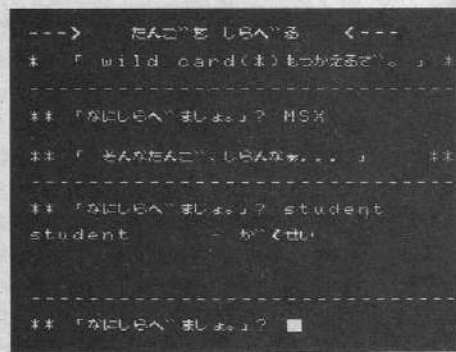 ---> たんご゛を しらべ゛る <---
* 「 wild card(*)もつかえるで゛。 」 *
------------------------------
** 「なにしらべ゛ましょ。」? MSX
** 「 そんなたんご゛、しらんなぁ... 」 **
------------------------------
** 「なにしらべ゛ましょ。」? student
student - か゛くせい
------------------------------
** 「なにしらべ゛ましょ。」?